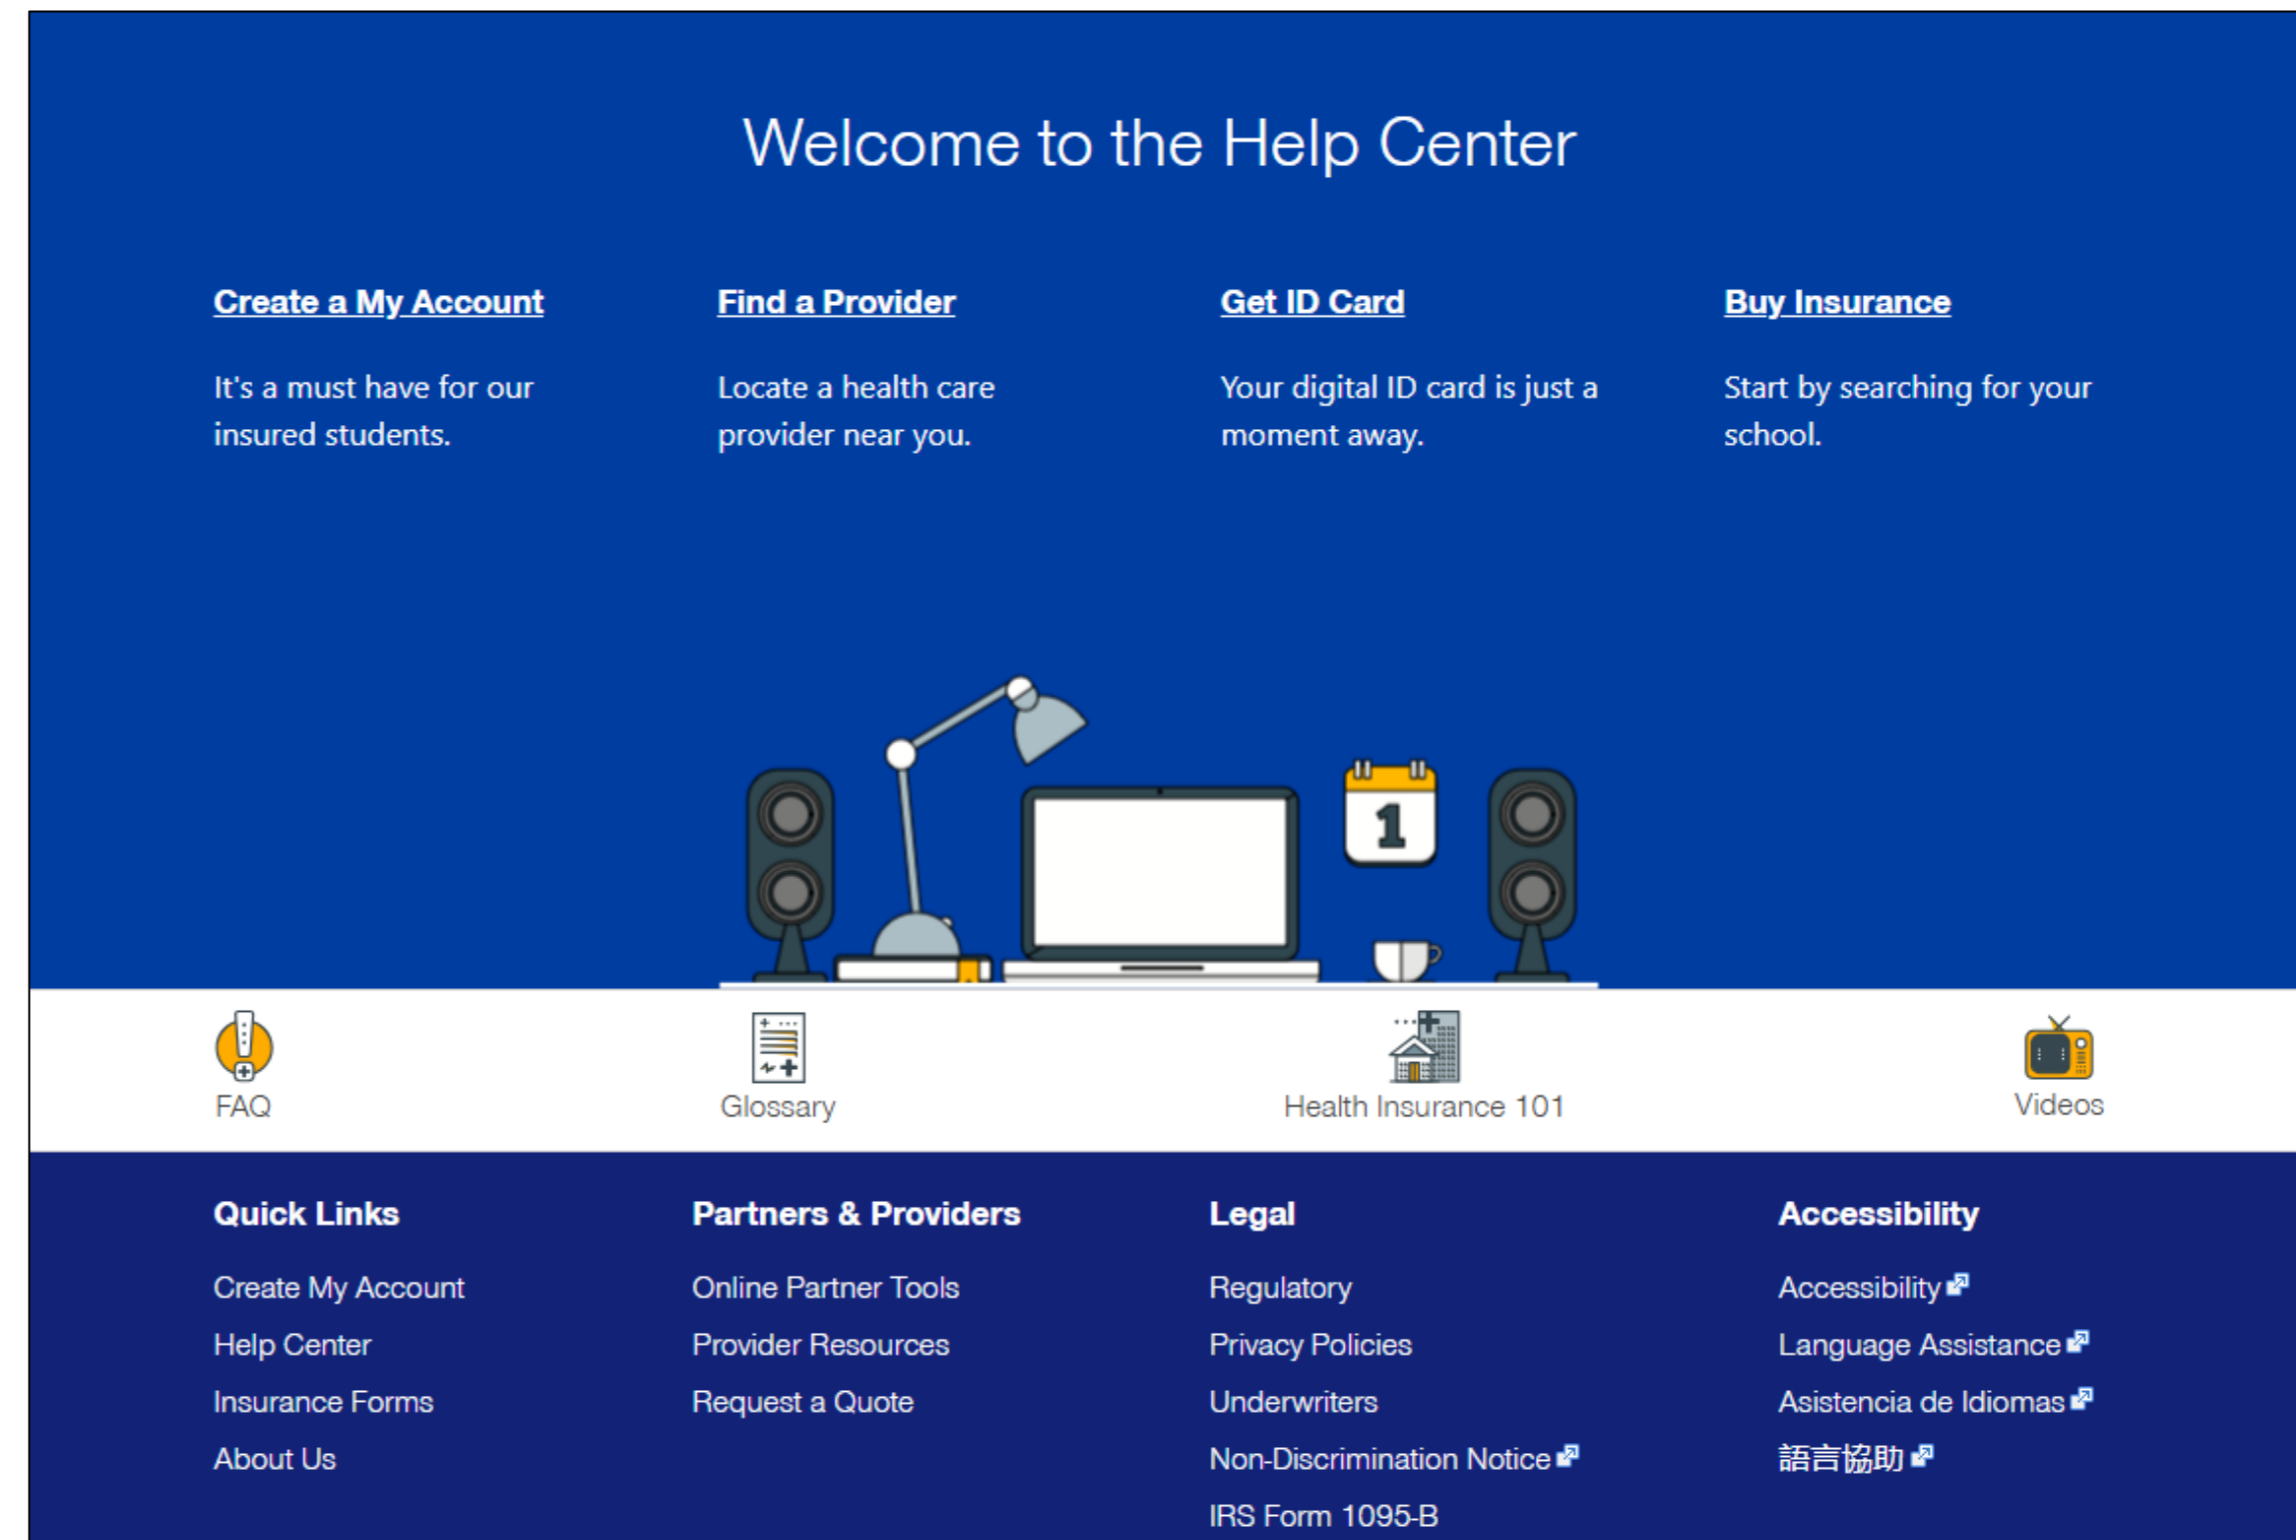 Welcome to the Help Center
Create a My Account
It's a must have for our
insured students.
Find a Provider
Locate a health care
provider near you.
Get ID Card
Your digital ID card is just a
moment away.
Buy Insurance
Start by searching for your
school.
1
FAQ
Glossary
Health Insurance 101
Videos
Quick Links
Create My Account
Help Center
Insurance Forms
About Us
Partners & Providers
Online Partner Tools
Provider Resources
Request a Quote
Legal
Regulatory
Privacy Policies
Underwriters
Non-Discrimination Notice
IRS Form 1095-B
Accessibility
Accessibility
Language Assistance
Asistencia de Idiomas
語言協助